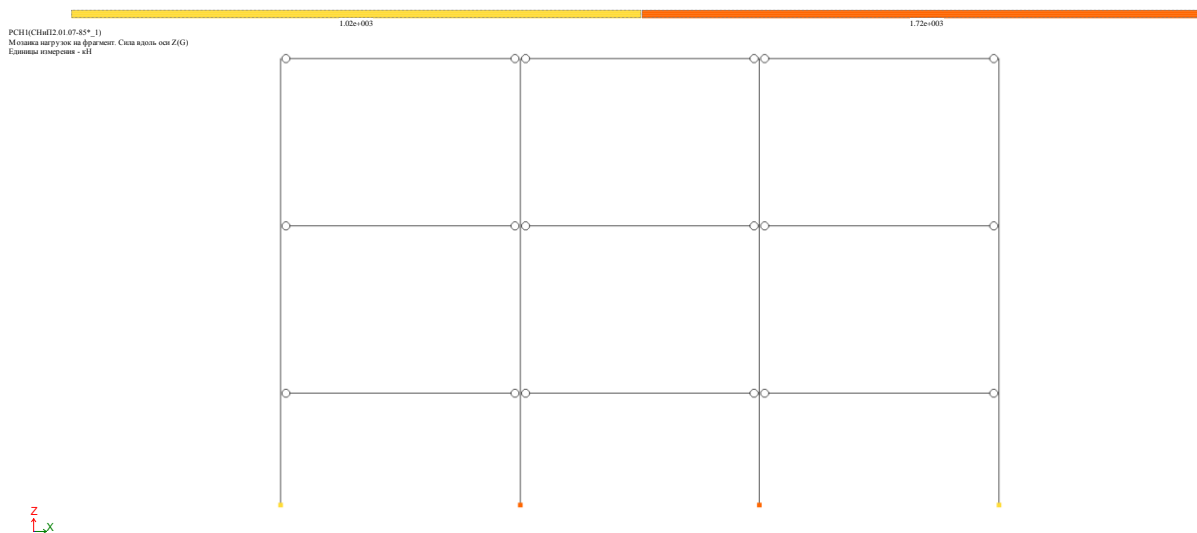 1.02e+003
1.72e+003
РСН1(СНиП2.01.07-85*_1)
Мозаика нагрузок на фрагмент. Сила вдоль оси Z(G)
Единицы измерения - кН
Z
X